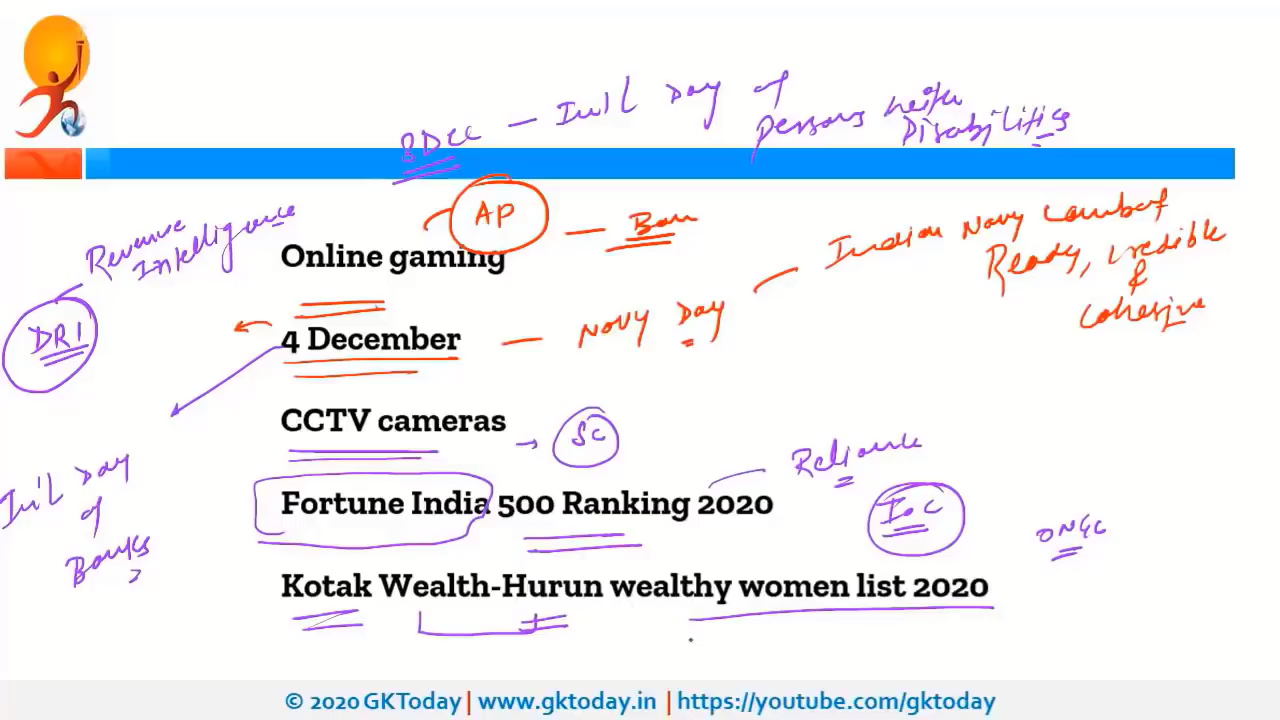 3 DEC — Int'l Day of
Persons with
Disabilities
AP — Ban
Revenue
Intelligence
DRI
Online gaming
Indian Navy Combat
Ready, Credible
&
Cohesive
4 December — Navy Day
CCTV cameras → SC
Int'l Day
of
Banks
Fortune India 500 Ranking 2020
Reliance
IOC
ONGC
Kotak Wealth-Hurun wealthy women list 2020
© 2020 GKToday | www.gktoday.in | https://youtube.com/gktoday